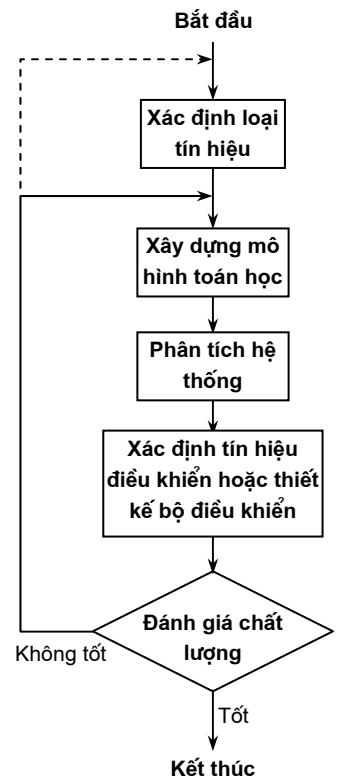 Bắt đầu
Xác định loại
tín hiệu
Xây dựng mô
hình toán học
Phân tích hệ
thống
Xác định tín hiệu
điều khiển hoặc thiết
kế bộ điều khiển
Đánh giá chất
lượng
Không tốt
Tốt
Kết thúc